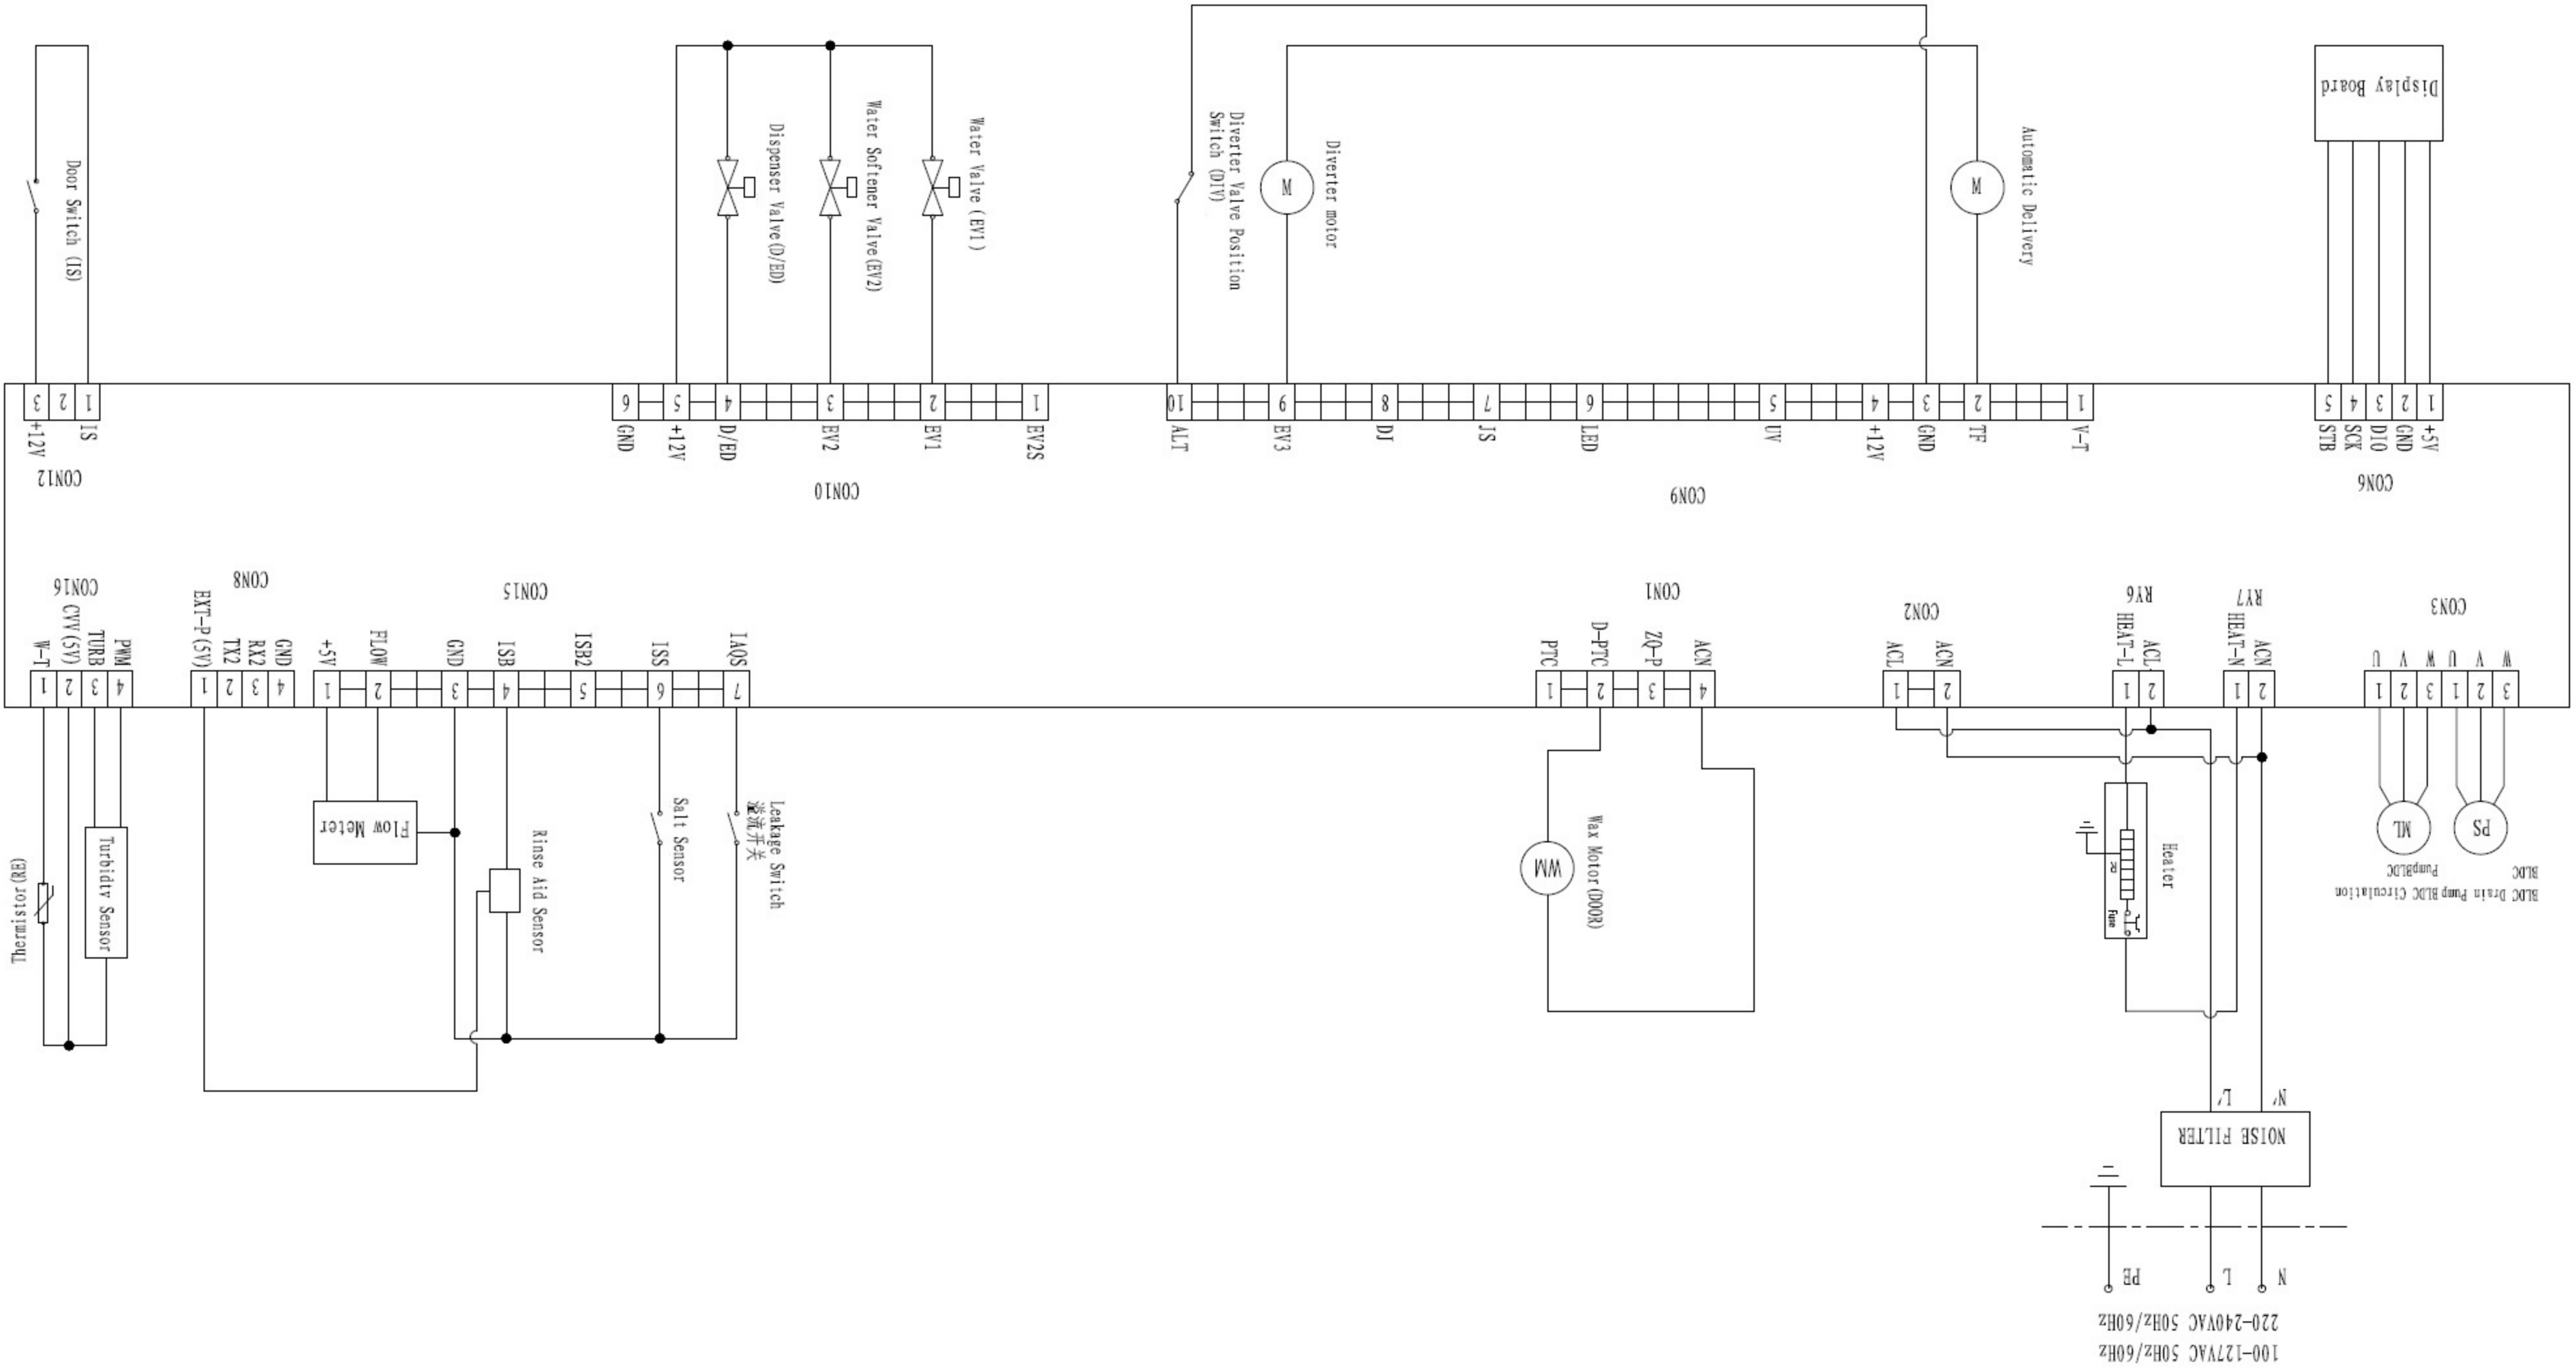 Door Switch (IS)
Dispenser Valve(D/ED)
Water Softener Valve(EV2)
Water Valve (EV1)
Diverter Valve Position
Switch (DIV)
M
Diverter motor
M
Automatic Delivery
Display Board
3 2 1
+12V IS
CON12
6 5 4 3 2 1
GND +12V D/ED EV2 EV1 EV2S
CON10
10 9 8 7 6 5 4 3 2 1
ALT EV3 DJ JS LED UV +12V GND TF V-T
CON9
5 4 3 2 1
STB SCK DIO GND +5V
CON6
CON16
W-T CVV(5V) TURB PWM
1 2 3 4
CON8
EXT-P(5V) TX2 RX2 GND
1 2 3 4
CON15
+5V FLOW GND ISB ISB2 ISS IAQS
1 2 3 4 5 6 7
CON1
PTC D-PTC ZQ-P ACN
1 2 3 4
CON2
ACL ACN
1 2
RY6
HEAT-L ACL
1 2
RY7
HEAT-N ACN
1 2
CON3
U V W U V W
1 2 3 1 2 3
Thermistor(RE)
Turbidty Sensor
Flow Meter
Rinse Aid Sensor
Salt Sensor
Leakage Switch
溢流开关
WM
Wax Motor(DOOR)
Heater
Fuse
ML
PS
BLDC
PumpBLDC
BLDC Drain Pump BLDC Circulation
L' N'
NOISE FILTER
PE L N
220-240VAC 50Hz/60Hz
100-127VAC 50Hz/60Hz